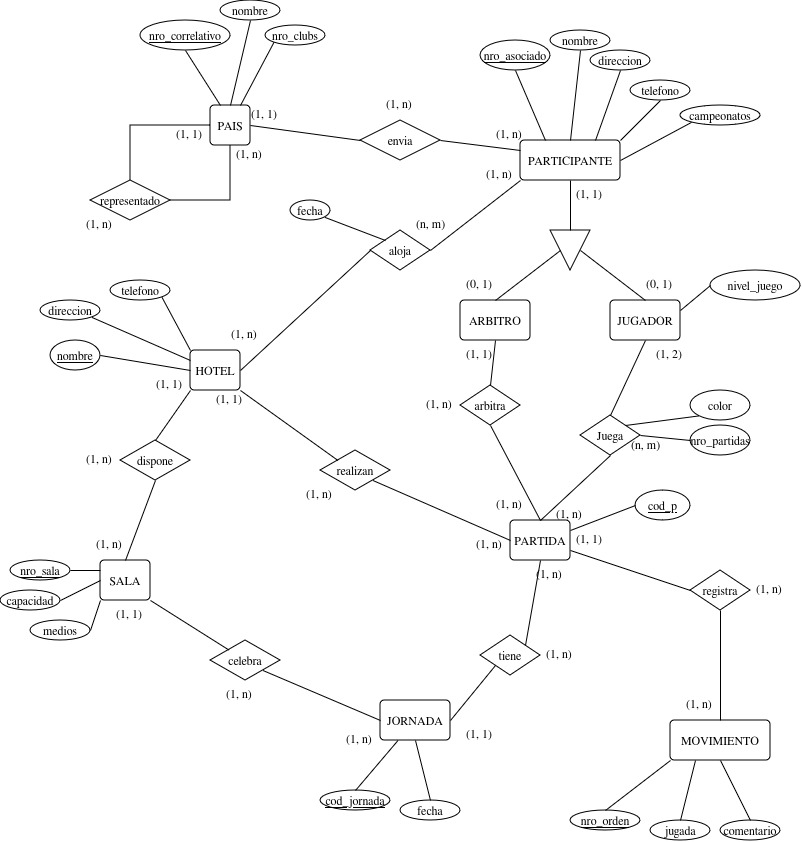 nombre
nro_correlativo
nro_clubs
nombre
nro_asociado
direccion
telefono
campeonatos
(1, n)
(1, 1)
PAIS
(1, 1)
(1, n)
envia
(1, n)
PARTICIPANTE
(1, n)
(1, 1)
representado
(1, n)
fecha
(n, m)
aloja
(0, 1)
(0, 1)
nivel_juego
telefono
direccion
ARBITRO
JUGADOR
(1, n)
nombre
(1, 1)
(1, 2)
HOTEL
(1, 1)
(1, 1)
(1, n)
arbitra
color
Juega
(n, m)
nro_partidas
(1, n)
dispone
realizan
(1, n)
(1, n)
cod_p
(1, n)
(1, n)
(1, n)
PARTIDA
(1, 1)
nro_sala
SALA
(1, n)
registra
(1, n)
capacidad
(1, 1)
medios
celebra
tiene
(1, n)
(1, n)
(1, n)
JORNADA
(1, n)
(1, 1)
MOVIMIENTO
cod_jornada
fecha
nro_orden
jugada
comentario